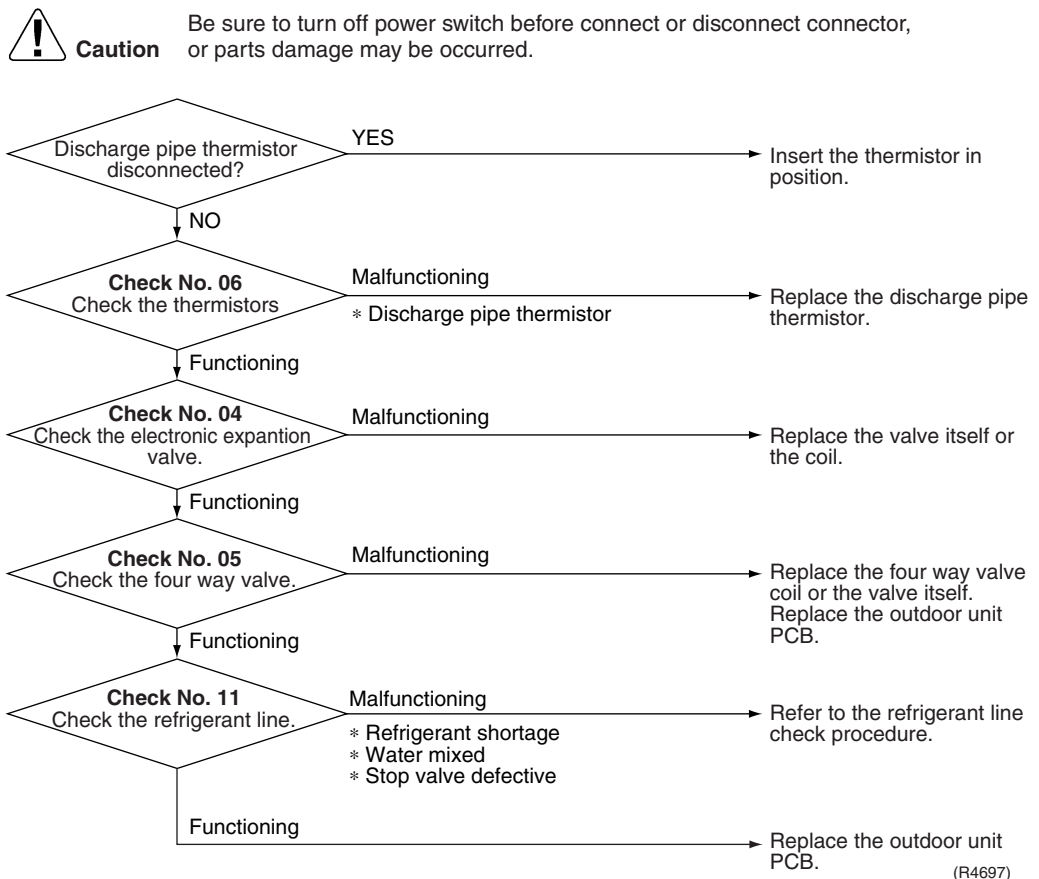 Be sure to turn off power switch before connect or disconnect connector,
Caution or parts damage may be occurred.
Discharge pipe thermistor
disconnected?
YES
Insert the thermistor in
position.
NO
Check No. 06
Check the thermistors
Malfunctioning
∗ Discharge pipe thermistor
Replace the discharge pipe
thermistor.
Functioning
Check No. 04
Check the electronic expantion
valve.
Malfunctioning
Replace the valve itself or
the coil.
Functioning
Check No. 05
Check the four way valve.
Malfunctioning
Replace the four way valve
coil or the valve itself.
Replace the outdoor unit
PCB.
Functioning
Check No. 11
Check the refrigerant line.
Malfunctioning
∗ Refrigerant shortage
∗ Water mixed
∗ Stop valve defective
Refer to the refrigerant line
check procedure.
Functioning
Replace the outdoor unit
PCB.
(R4697)